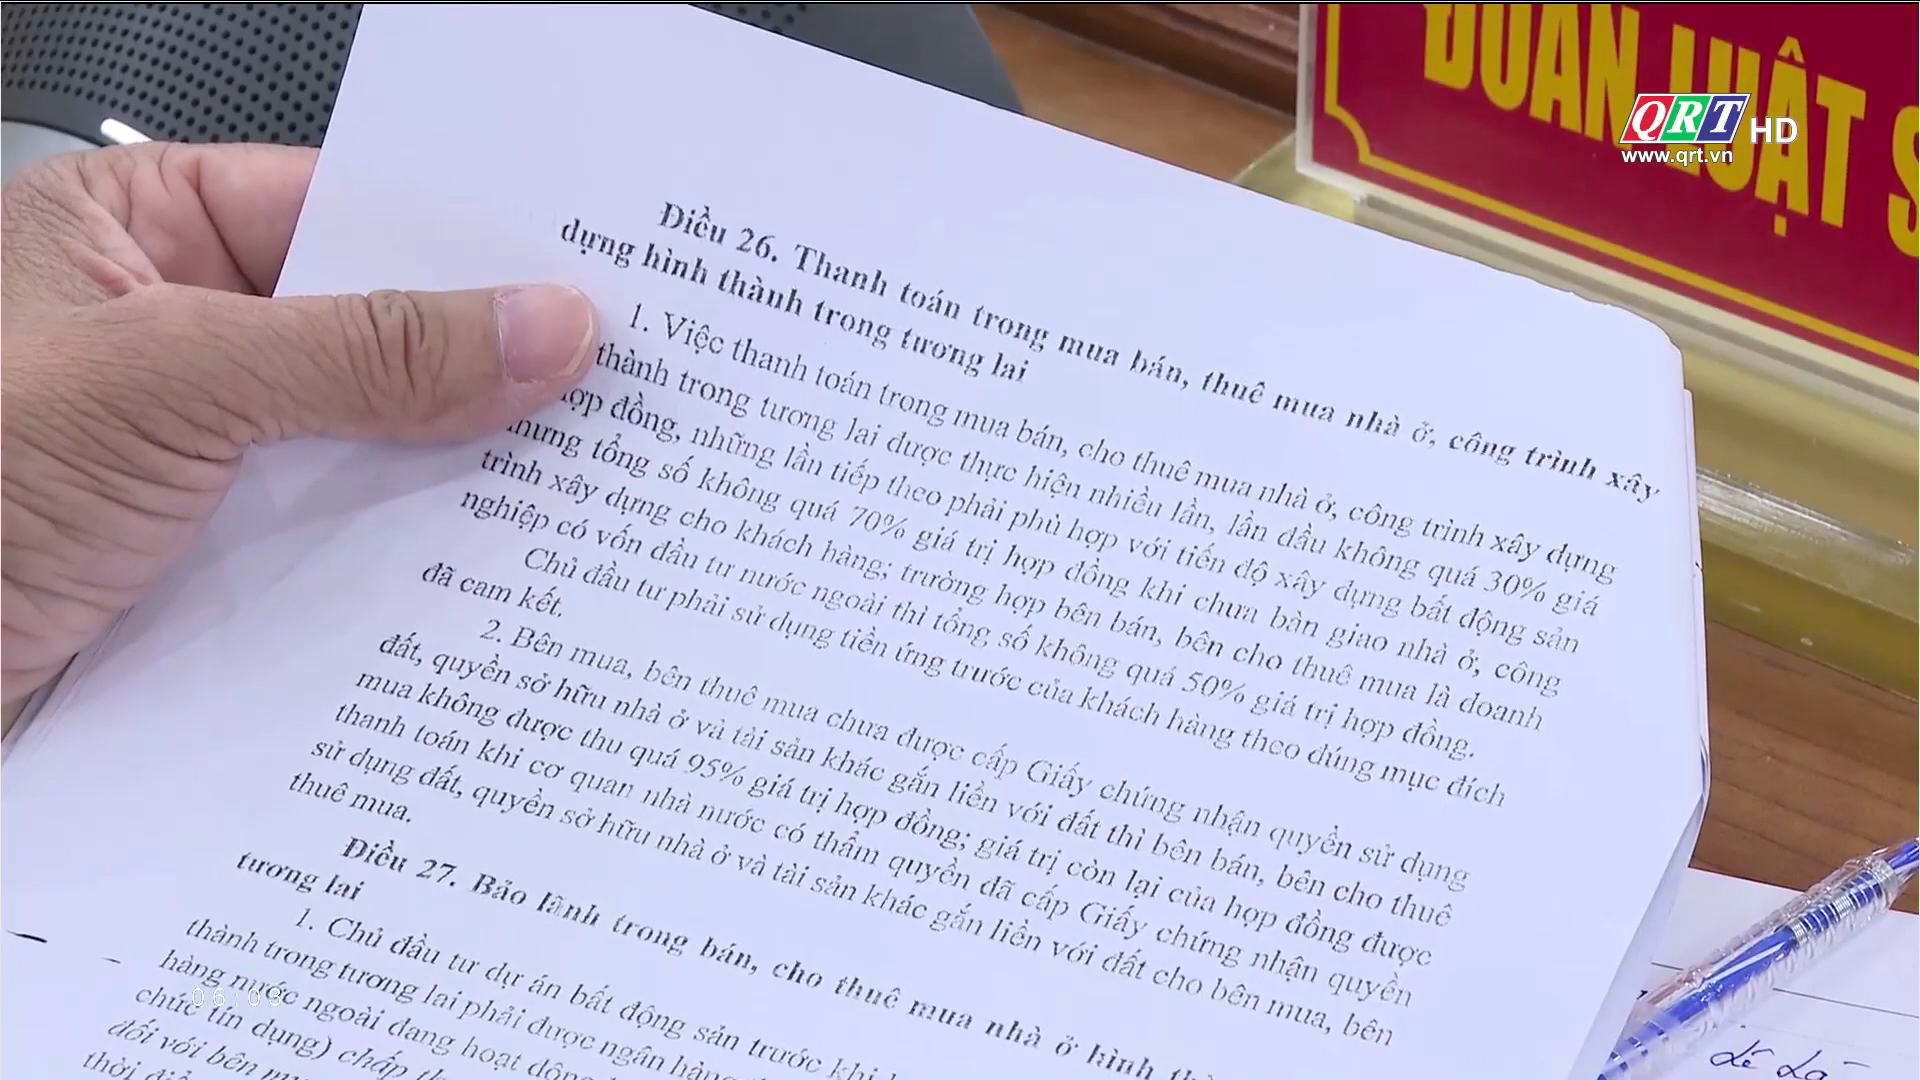 ĐOÀN LUẬT S
QRT HD
www.qrt.vn
Điều 26. Thanh toán trong mua bán, thuê mua nhà ở, công trình xây
dựng hình thành trong tương lai
1. Việc thanh toán trong mua bán, cho thuê mua nhà ở, công trình xây dựng
thành trong tương lai được thực hiện nhiều lần, lần đầu không quá 30% giá
hợp đồng, những lần tiếp theo phải phù hợp với tiến độ xây dựng bất động sản
nhưng tổng số không quá 70% giá trị hợp đồng khi chưa bàn giao nhà ở, công
trình xây dựng cho khách hàng; trường hợp bên bán, bên cho thuê mua là doanh
nghiệp có vốn đầu tư nước ngoài thì tổng số không quá 50% giá trị hợp đồng.
Chủ đầu tư phải sử dụng tiền ứng trước của khách hàng theo đúng mục đích
đã cam kết.
2. Bên mua, bên thuê mua chưa được cấp Giấy chứng nhận quyền sử dụng
đất, quyền sở hữu nhà ở và tài sản khác gắn liền với đất thì bên bán, bên cho thuê
mua không được thu quá 95% giá trị hợp đồng; giá trị còn lại của hợp đồng được
thanh toán khi cơ quan nhà nước có thẩm quyền đã cấp Giấy chứng nhận quyền
sử dụng đất, quyền sở hữu nhà ở và tài sản khác gắn liền với đất cho bên mua, bên
thuê mua.
Điều 27. Bảo lãnh trong bán, cho thuê mua nhà ở hình
tương lai
1. Chủ đầu tư dự án bất động sản trước khi
thành trong tương lai phải được ngân hàng
hàng nước ngoài đang hoạt động
chức tín dụng) chấp
đối với bên
thời
06:03